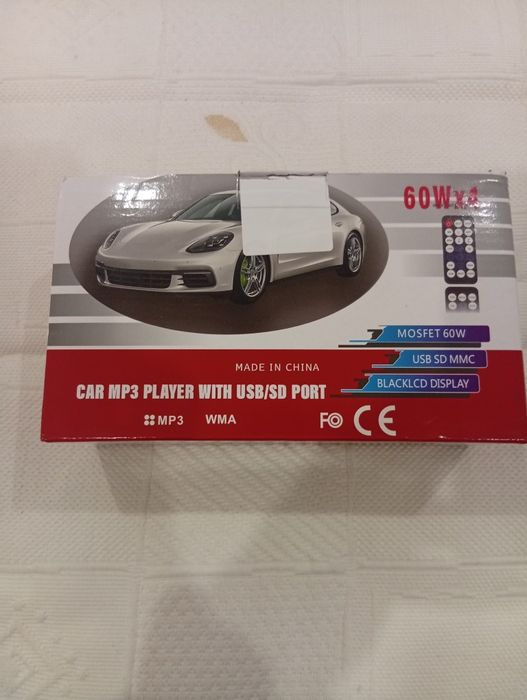 60Wx4
MOSFET 60W
USB SD MMC
BLACKLCD DISPLAY
MADE IN CHINA
CAR MP3 PLAYER WITH USB/SD PORT
MP3 WMA
FC CE